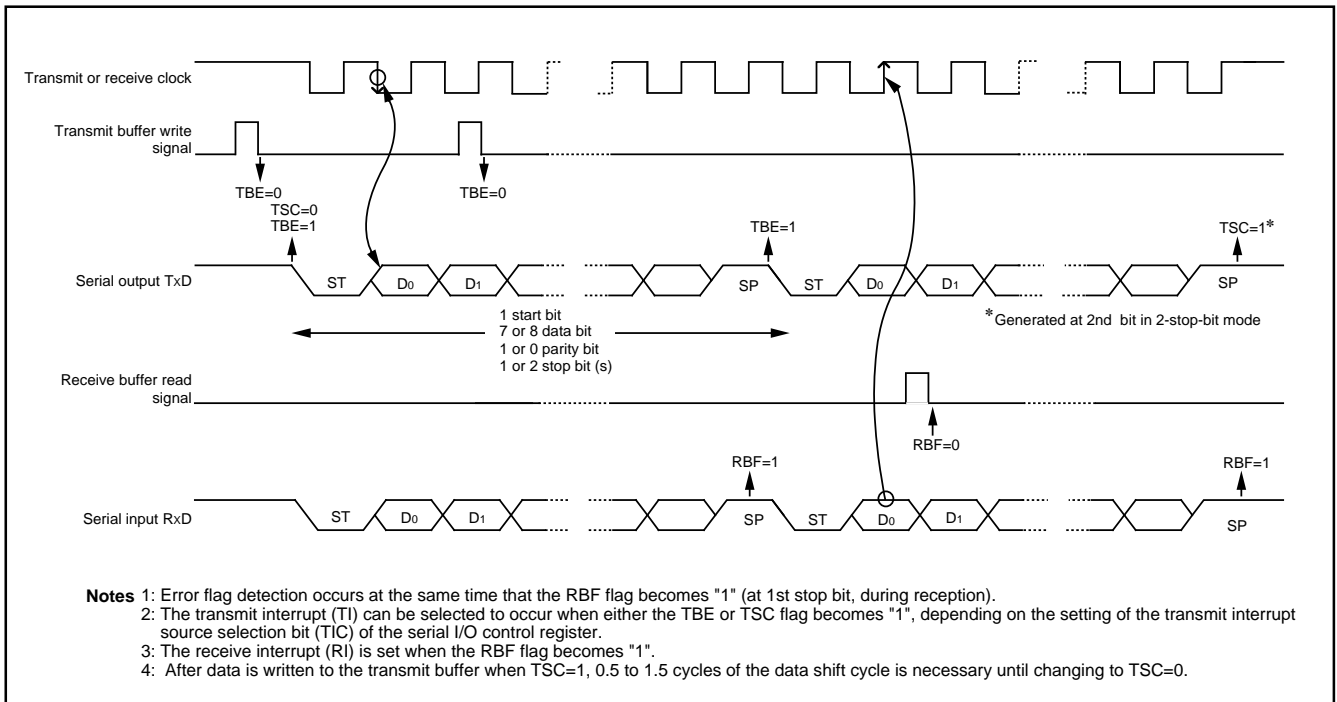 Transmit or receive clock
Transmit buffer write
signal
TBE=0
TSC=0
TBE=1
TBE=0
TBE=1
TSC=1*
Serial output TxD
ST
D0
D1
SP
ST
D0
D1
SP
1 start bit
7 or 8 data bit
1 or 0 parity bit
1 or 2 stop bit (s)
*Generated at 2nd bit in 2-stop-bit mode
Receive buffer read
signal
RBF=0
RBF=1
RBF=1
Serial input RxD
ST
D0
D1
SP
ST
D0
D1
SP
Notes 1: Error flag detection occurs at the same time that the RBF flag becomes "1" (at 1st stop bit, during reception).
2: The transmit interrupt (TI) can be selected to occur when either the TBE or TSC flag becomes "1", depending on the setting of the transmit interrupt
source selection bit (TIC) of the serial I/O control register.
3: The receive interrupt (RI) is set when the RBF flag becomes "1".
4: After data is written to the transmit buffer when TSC=1, 0.5 to 1.5 cycles of the data shift cycle is necessary until changing to TSC=0.